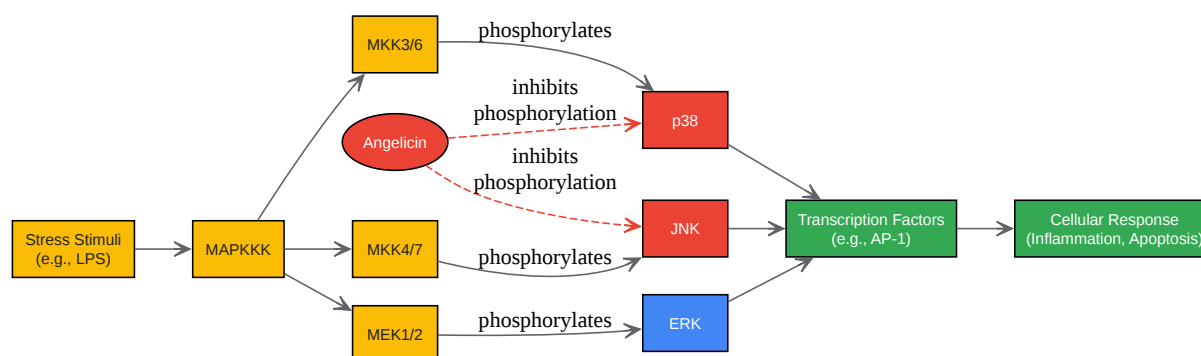 MKK3/6
phosphorylates
inhibits
phosphorylation
p38
Angelicin
inhibits
phosphorylation
Stress Stimuli
(e.g., LPS)
MAPKKK
MKK4/7
phosphorylates
JNK
Transcription Factors
(e.g., AP-1)
Cellular Response
(Inflammation, Apoptosis)
MEK1/2
phosphorylates
ERK